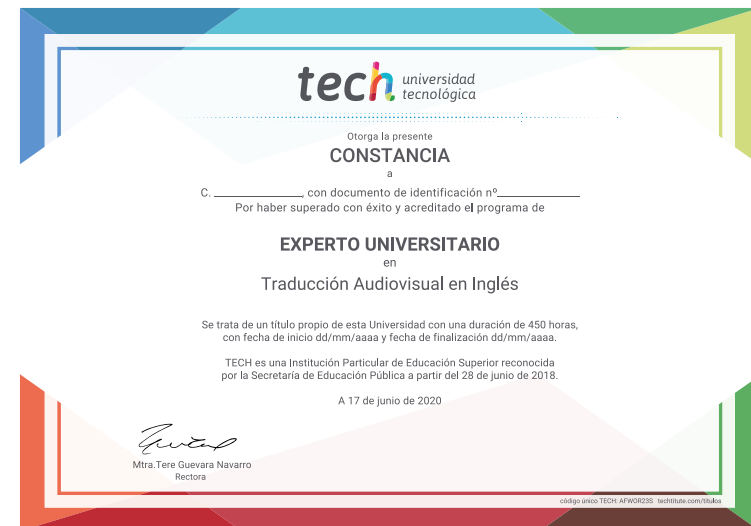 tech universidad
tecnológica
Otorga la presente
CONSTANCIA
a
C. ________________, con documento de identificación nº______________
Por haber superado con éxito y acreditado el programa de
EXPERTO UNIVERSITARIO
en
Traducción Audiovisual en Inglés
Se trata de un título propio de esta Universidad con una duración de 450 horas,
con fecha de inicio dd/mm/aaaa y fecha de finalización dd/mm/aaaa.
TECH es una Institución Particular de Educación Superior reconocida
por la Secretaría de Educación Pública a partir del 28 de junio de 2018.
A 17 de junio de 2020
Mtra.Tere Guevara Navarro
Rectora
código único TECH: AFWOR23S techtitute.com/titulos